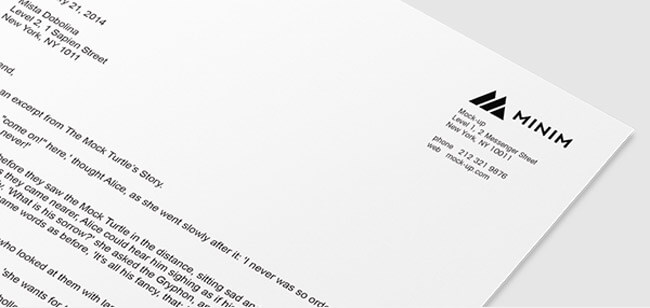 y 21, 2014
Mista Dobolina
Level 2, 1 Sapien Street
New York, NY 1011
MINIM
Mock-up
Level 1, 2 Messenger Street
New York, NY 10011
phone 212 321 9876
web mock-up.com
end,
an excerpt from The Mock Turtle's Story.
"come on!" here,' thought Alice, as she went slowly after it: 'I never was so orde
never!'
before they saw the Mock Turtle in the distance, sitting sad a
s they came nearer, Alice could hear him sighing as if hi
y. 'What is his sorrow?' she asked the Gryphon, an
same words as before, 'It's all his fancy, that
who looked at them with la
'she wants for